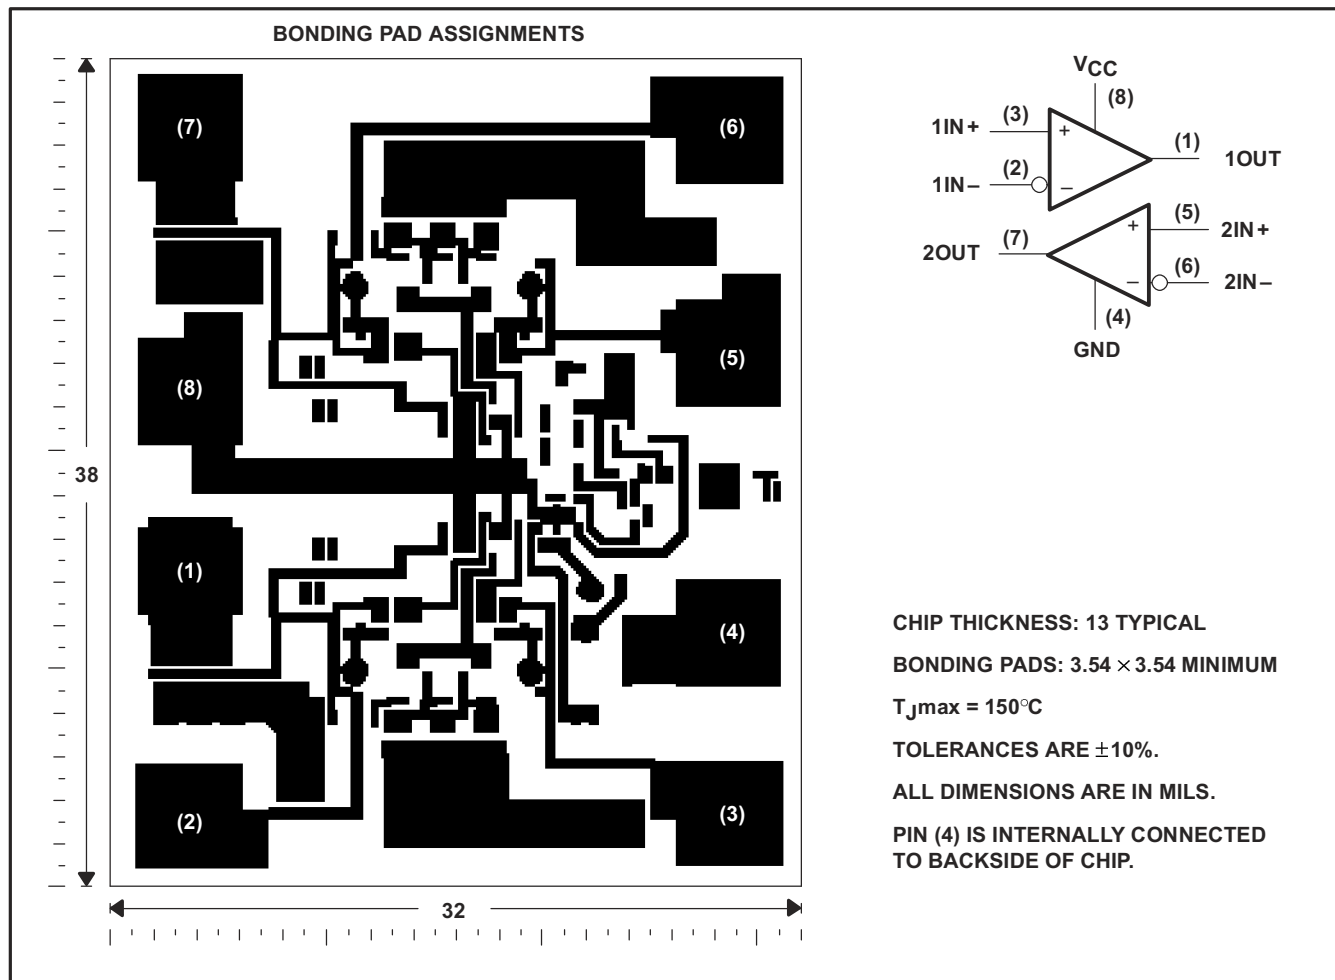 BONDING PAD ASSIGNMENTS
(7)
(6)
(8)
(5)
38
(1)
(4)
(2)
(3)
32
TI
VCC
(8)
1IN+
(3)
+
(1)
1OUT
1IN−
(2)
−
(5)
2IN+
+
2OUT
(7)
(6)
2IN−
−
(4)
GND
CHIP THICKNESS: 13 TYPICAL
BONDING PADS: 3.54 × 3.54 MINIMUM
TJmax = 150°C
TOLERANCES ARE ±10%.
ALL DIMENSIONS ARE IN MILS.
PIN (4) IS INTERNALLY CONNECTED
TO BACKSIDE OF CHIP.